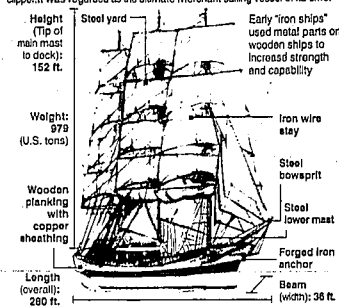 clipper. It was regarded as the ultimate merchant sailing vessel of its time.
Height
(Tip of
main mast
to dock):
152 ft.
Steel yard
Early "iron ships"
used metal parts on
wooden ships to
increasd strength
and capability
Weight:
979
(U.S. tons)
Iron wire
stay
Steel
bowsprit
Wooden
planking
with
copper
sheathing
Steel
lower mast
Forged iron
anchor
Length
(overall):
280 ft.
Beam
(width): 36 ft.